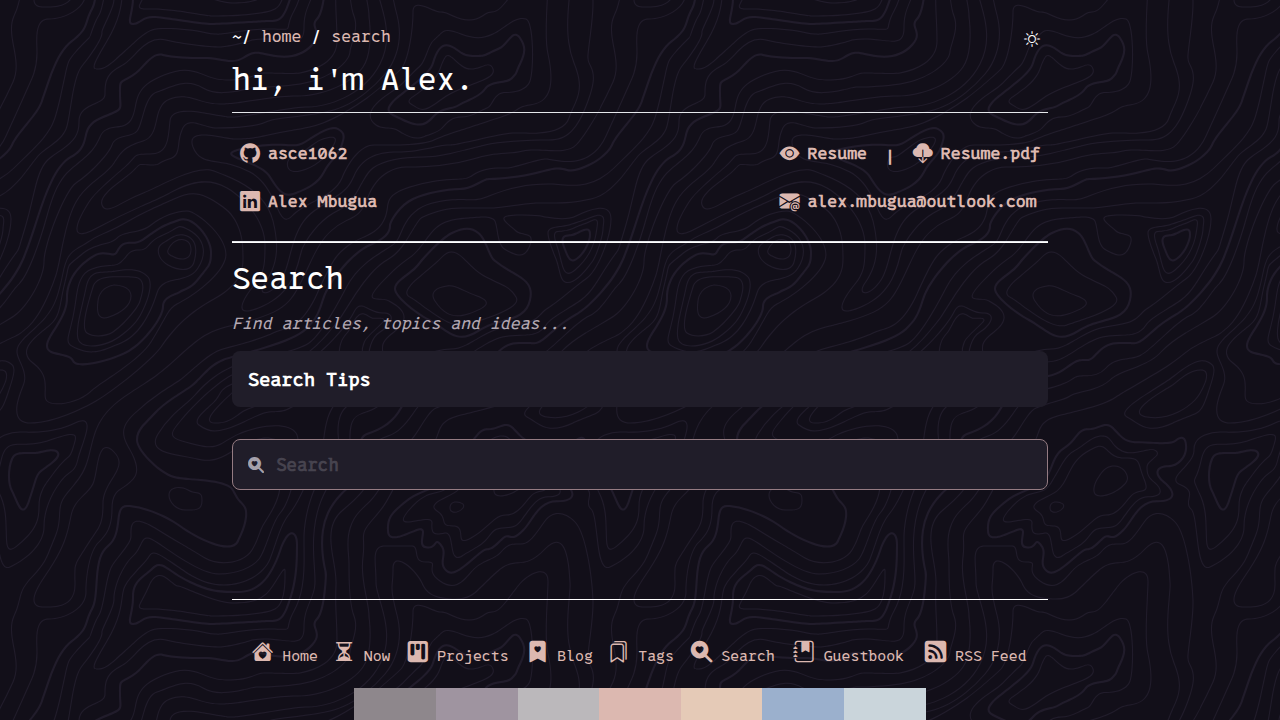 ~/ home / search
hi, i'm Alex.
asce1062
Resume | Resume.pdf
Alex Mbugua
alex.mbugua@outlook.com
Search
Find articles, topics and ideas...
Search Tips
Search
Home Now Projects Blog Tags Search Guestbook RSS Feed